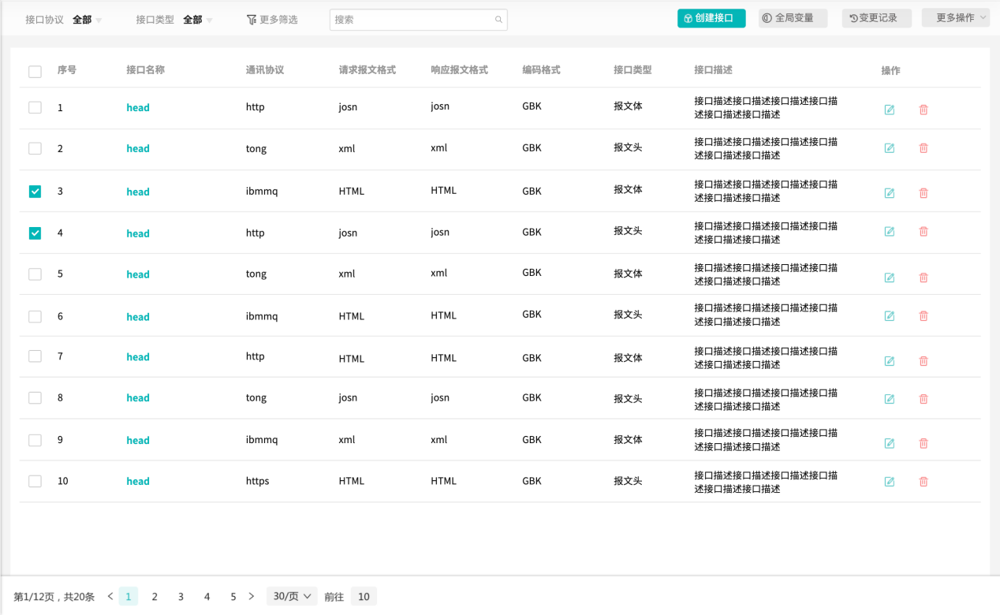 接口协议 全部 接口类型 全部 更多筛选 搜索 创建接口 全局变量 变更记录 更多操作
序号 接口名称 通讯协议 请求报文格式 响应报文格式 编码格式 接口类型 接口描述 操作
1 head http josn josn GBK 报文体 接口描述接口描述接口描述接口描
述接口描述接口描述
2 head tong xml xml GBK 报文头 接口描述接口描述接口描述接口描
述接口描述接口描述
3 head ibmmq HTML HTML GBK 报文体 接口描述接口描述接口描述接口描
述接口描述接口描述
4 head http josn josn GBK 报文头 接口描述接口描述接口描述接口描
述接口描述接口描述
5 head tong xml xml GBK 报文体 接口描述接口描述接口描述接口描
述接口描述接口描述
6 head ibmmq HTML HTML GBK 报文头 接口描述接口描述接口描述接口描
述接口描述接口描述
7 head http HTML HTML GBK 报文体 接口描述接口描述接口描述接口描
述接口描述接口描述
8 head tong josn josn GBK 报文头 接口描述接口描述接口描述接口描
述接口描述接口描述
9 head ibmmq xml xml GBK 报文体 接口描述接口描述接口描述接口描
述接口描述接口描述
10 head https HTML HTML GBK 报文头 接口描述接口描述接口描述接口描
述接口描述接口描述
第1/12页，共20条 < 1 2 3 4 5 > 30/页 前往 10